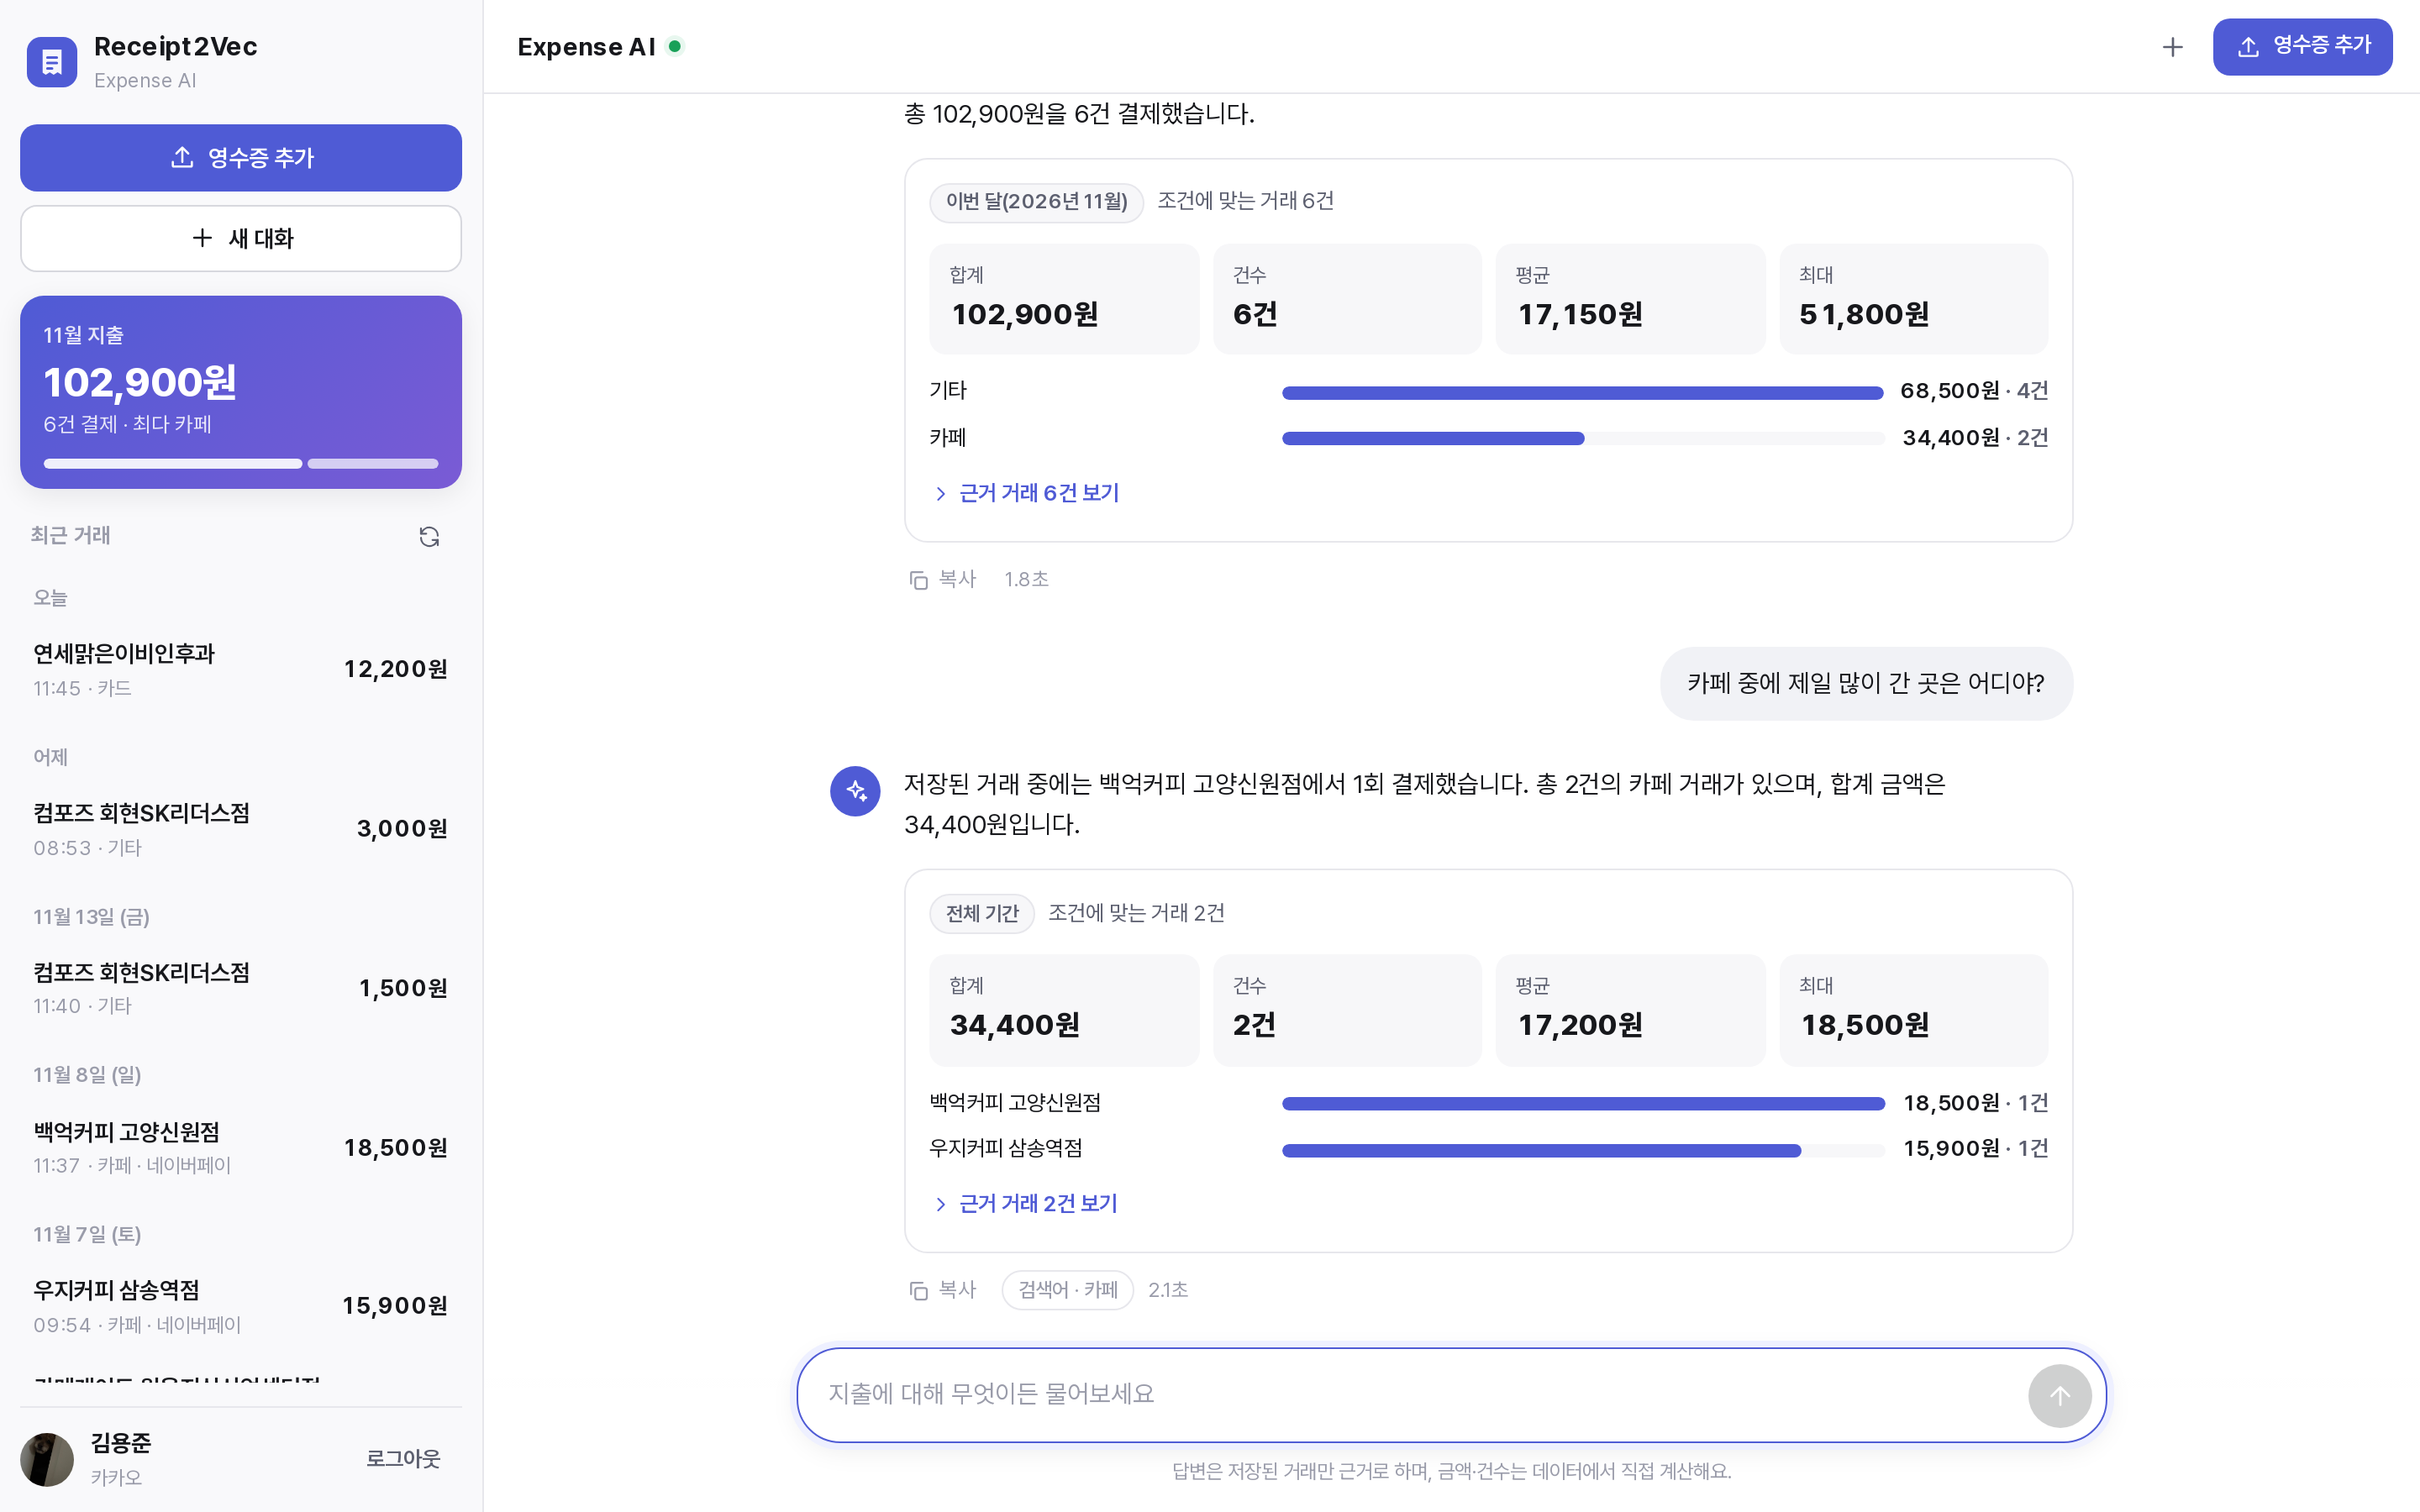 Receipt2Vec
Expense AI
영수증 추가
새 대화
11월 지출
102,900원
6건 결제 · 최다 카페
최근 거래
오늘
연세맑은이비인후과
11:45 · 카드
12,200원
어제
컴포즈 회현SK리더스점
08:53 · 기타
3,000원
11월 13일 (금)
컴포즈 회현SK리더스점
11:40 · 기타
1,500원
11월 8일 (일)
백억커피 고양신원점
11:37 · 카페 · 네이버페이
18,500원
11월 7일 (토)
우지커피 삼송역점
09:54 · 카페 · 네이버페이
15,900원
김용준
카카오
로그아웃
Expense AI
영수증 추가
총 102,900원을 6건 결제했습니다.
이번 달(2026년 11월) 조건에 맞는 거래 6건
합계
102,900원
건수
6건
평균
17,150원
최대
51,800원
기타 68,500원 · 4건
카페 34,400원 · 2건
근거 거래 6건 보기
복사 1.8초
카페 중에 제일 많이 간 곳은 어디야?
저장된 거래 중에는 백억커피 고양신원점에서 1회 결제했습니다. 총 2건의 카페 거래가 있으며, 합계 금액은
34,400원입니다.
전체 기간 조건에 맞는 거래 2건
합계
34,400원
건수
2건
평균
17,200원
최대
18,500원
백억커피 고양신원점 18,500원 · 1건
우지커피 삼송역점 15,900원 · 1건
근거 거래 2건 보기
복사 검색어 · 카페 2.1초
지출에 대해 무엇이든 물어보세요
답변은 저장된 거래만 근거로 하며, 금액·건수는 데이터에서 직접 계산해요.